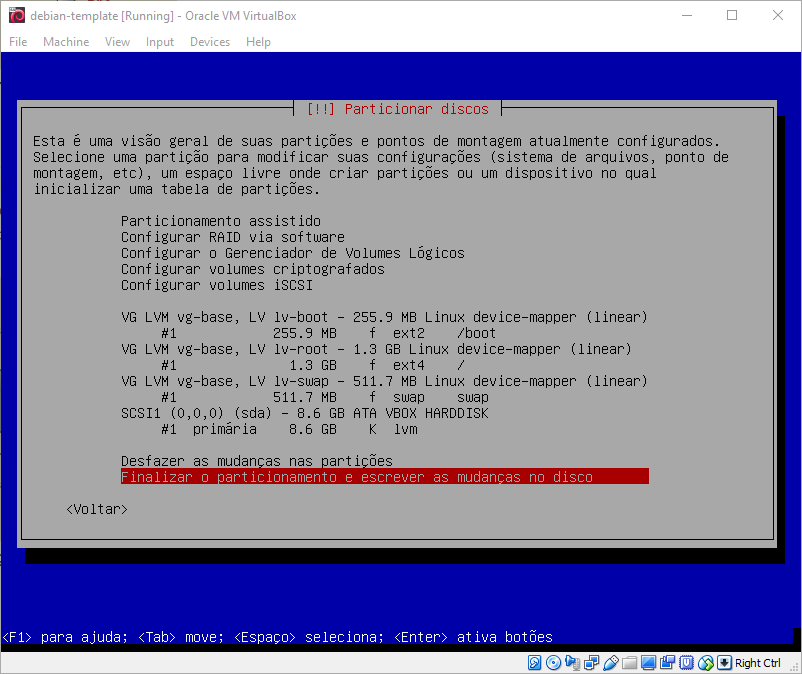 debian-template [Running] - Oracle VM VirtualBox
File Machine View Input Devices Help
[!!] Particionar discos
Esta é uma visão geral de suas partições e pontos de montagem atualmente configurados.
Selecione uma partição para modificar suas configurações (sistema de arquivos, ponto de
montagem, etc), um espaço livre onde criar partições ou um dispositivo no qual
inicializar uma tabela de partições.
Particionamento assistido
Configurar RAID via software
Configurar o Gerenciador de Volumes Lógicos
Configurar volumes criptografados
Configurar volumes iSCSI
VG LVM vg-base, LV lv-boot - 255.9 MB Linux device-mapper (linear)
#1 255.9 MB f ext2 /boot
VG LVM vg-base, LV lv-root - 1.3 GB Linux device-mapper (linear)
#1 1.3 GB f ext4 /
VG LVM vg-base, LV lv-swap - 511.7 MB Linux device-mapper (linear)
#1 511.7 MB f swap swap
SCSI1 (0,0,0) (sda) - 8.6 GB ATA VBOX HARDDISK
#1 primária 8.6 GB K lvm
Desfazer as mudanças nas partições
Finalizar o particionamento e escrever as mudanças no disco
<Voltar>
<F1> para ajuda; <Tab> move; <Espaço> seleciona; <Enter> ativa botões
Right Ctrl